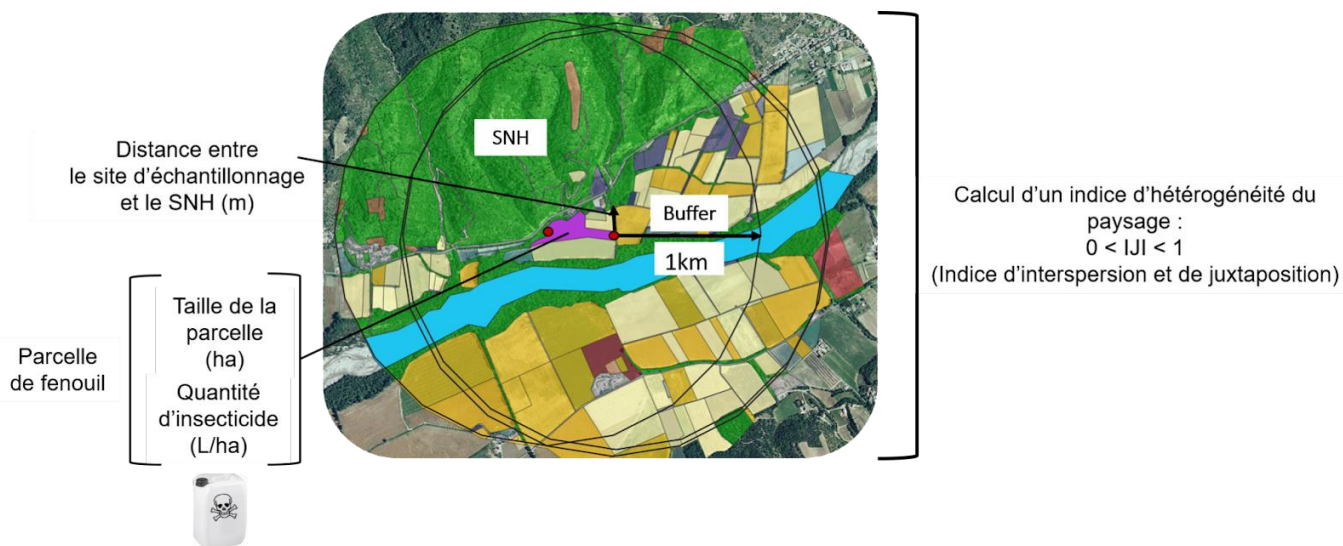 SNH
Distance entre
le site d'échantillonnage
et le SNH (m)
Buffer
1km
Parcelle
de fenouil
Taille de la
parcelle
(ha)
Quantité
d'insecticide
(L/ha)
Calcul d'un indice d'hétérogénéité du
paysage :
0 < IJI < 1
(Indice d'interspersion et de juxtaposition)